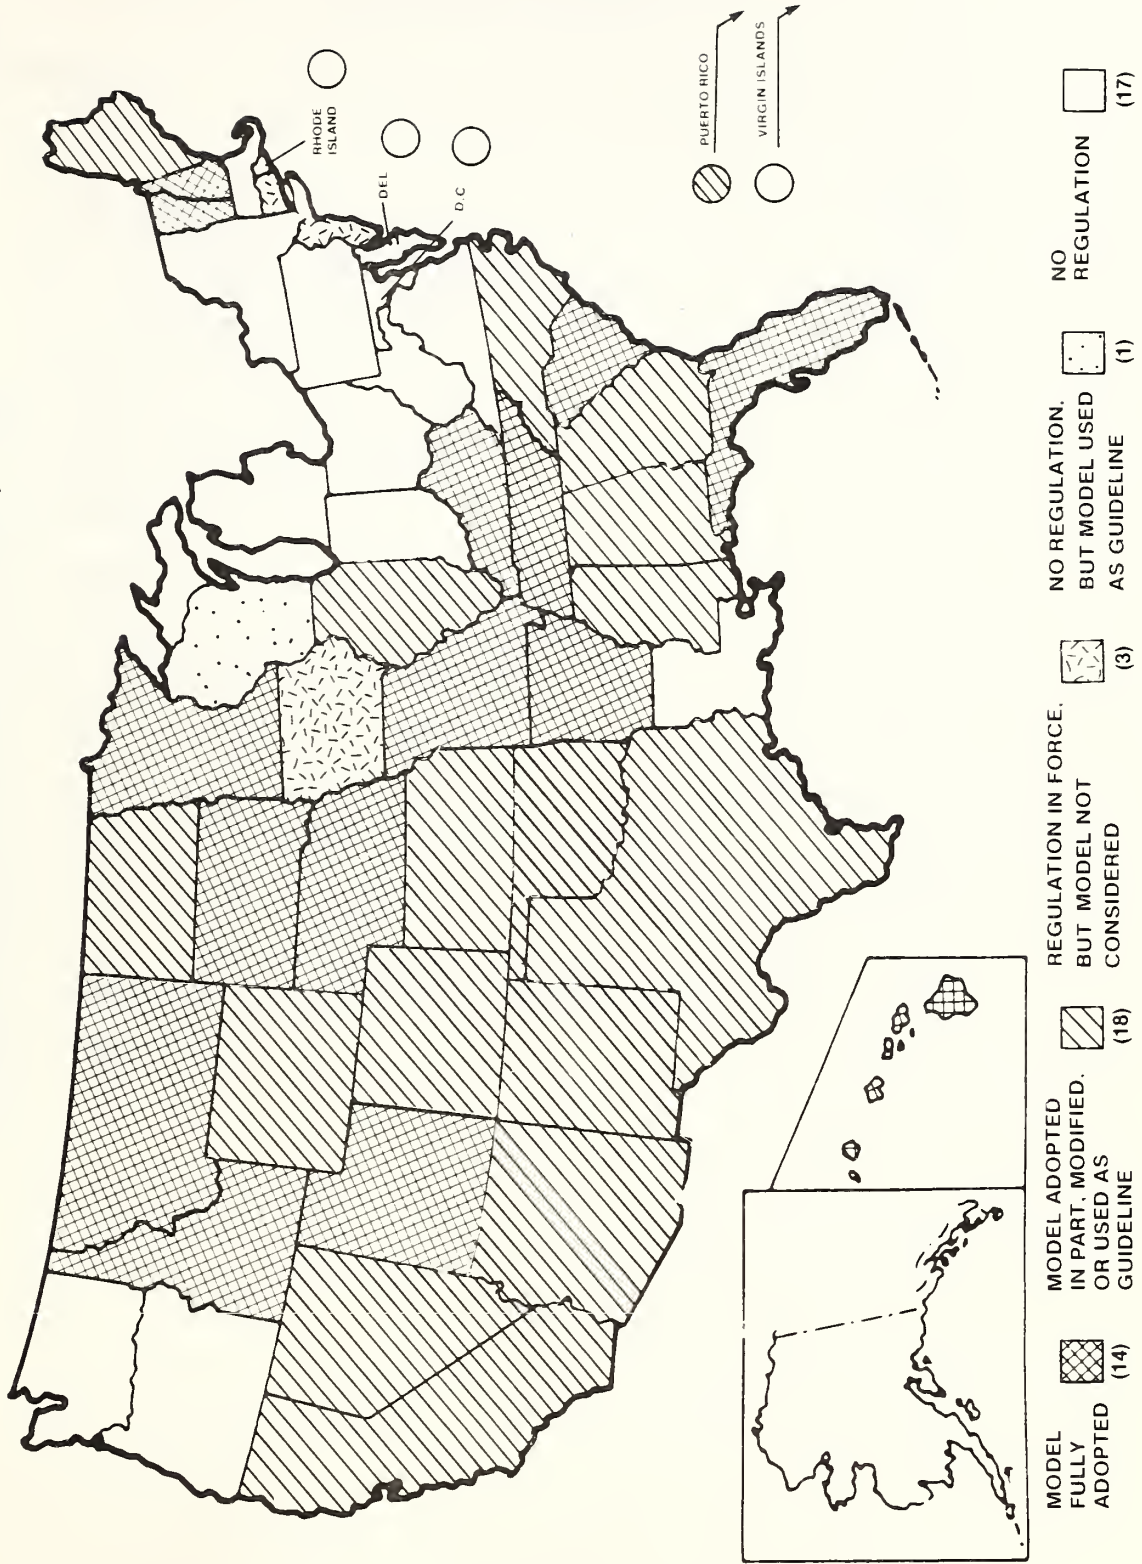 RHODE
ISLAND
DEL
D.C
PUERTO RICO
VIRGIN ISLANDS
MODEL
FULLY
ADOPTED
(14)
MODEL ADOPTED
IN PART, MODIFIED.
OR USED AS
GUIDELINE
(18)
REGULATION IN FORCE.
BUT MODEL NOT
CONSIDERED
(3)
NO REGULATION.
BUT MODEL USED
AS GUIDELINE
(1)
NO
REGULATION
(17)